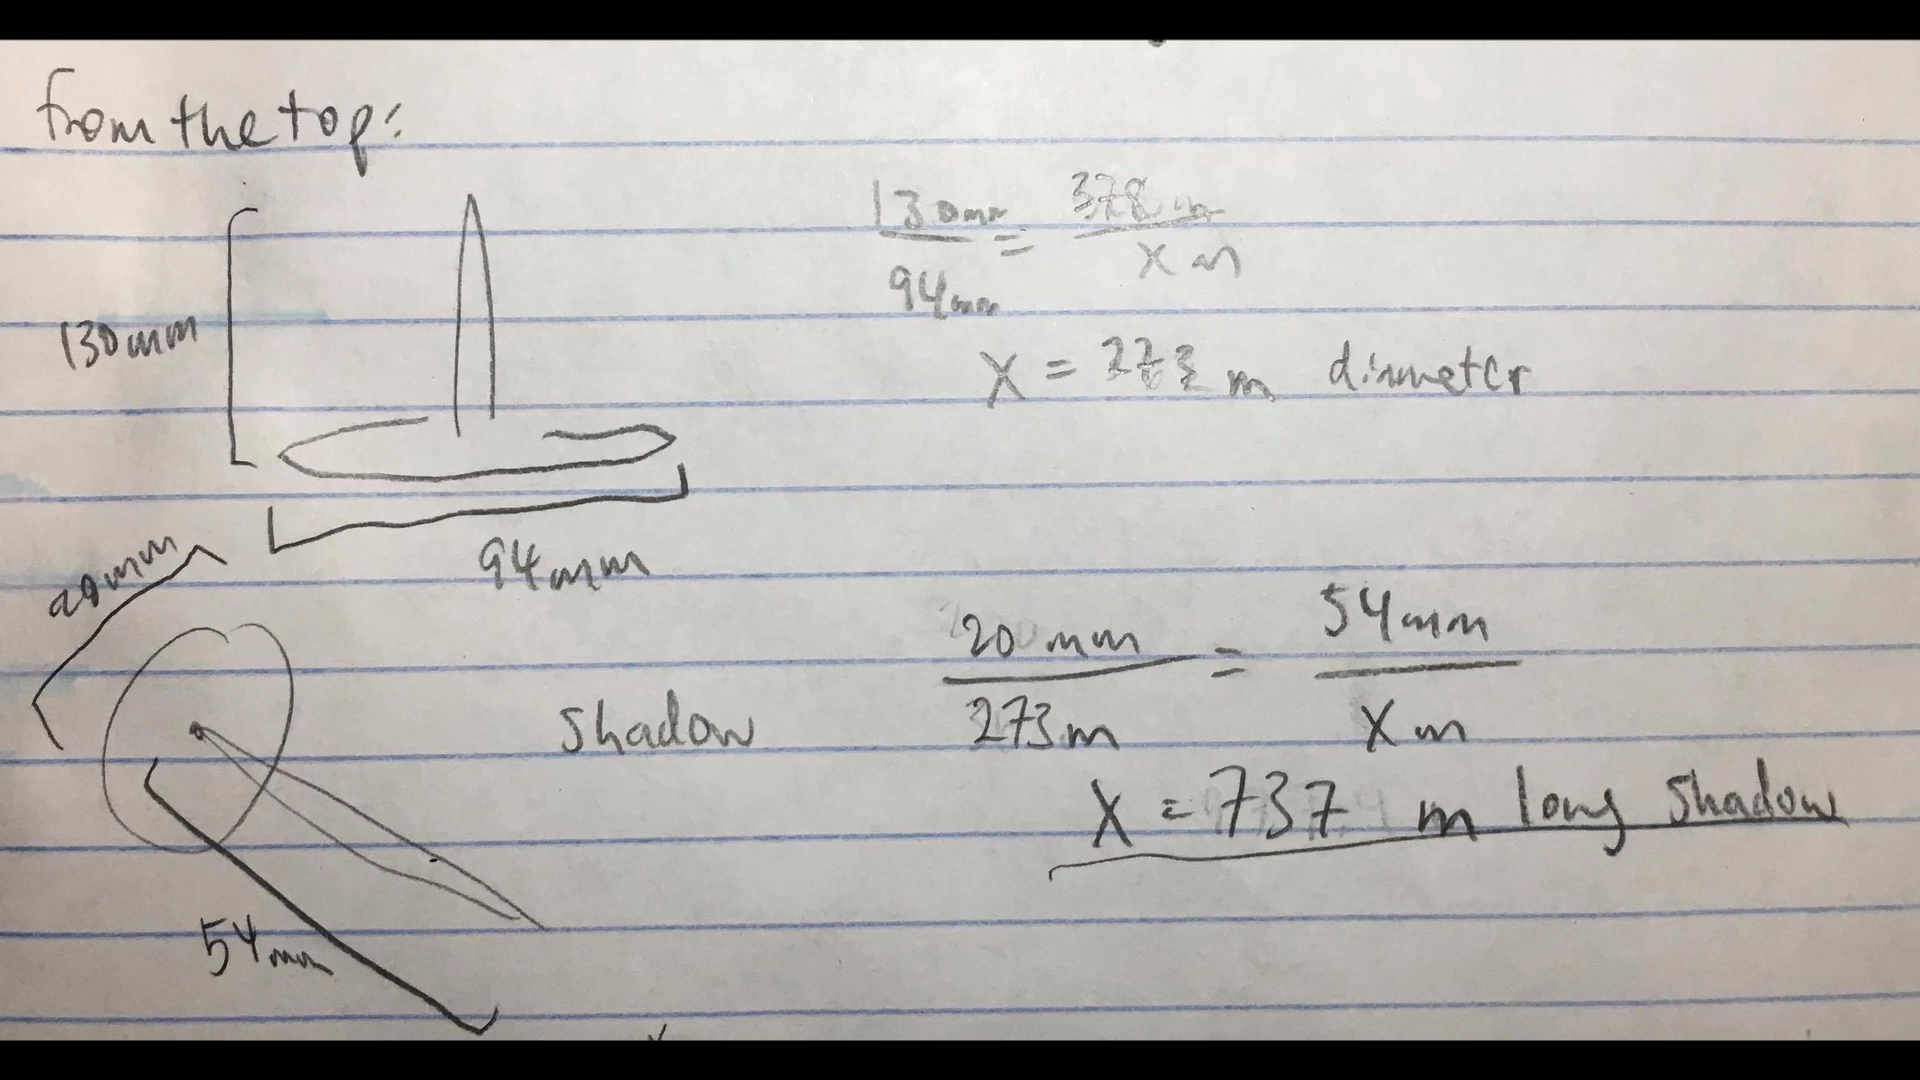 from the top:
130mm
94mm
130mm = 378m
94mm x m
x = 273 m diameter
20mm
54mm
shadow
20mm = 54mm
273m x m
x = 737 m long shadow